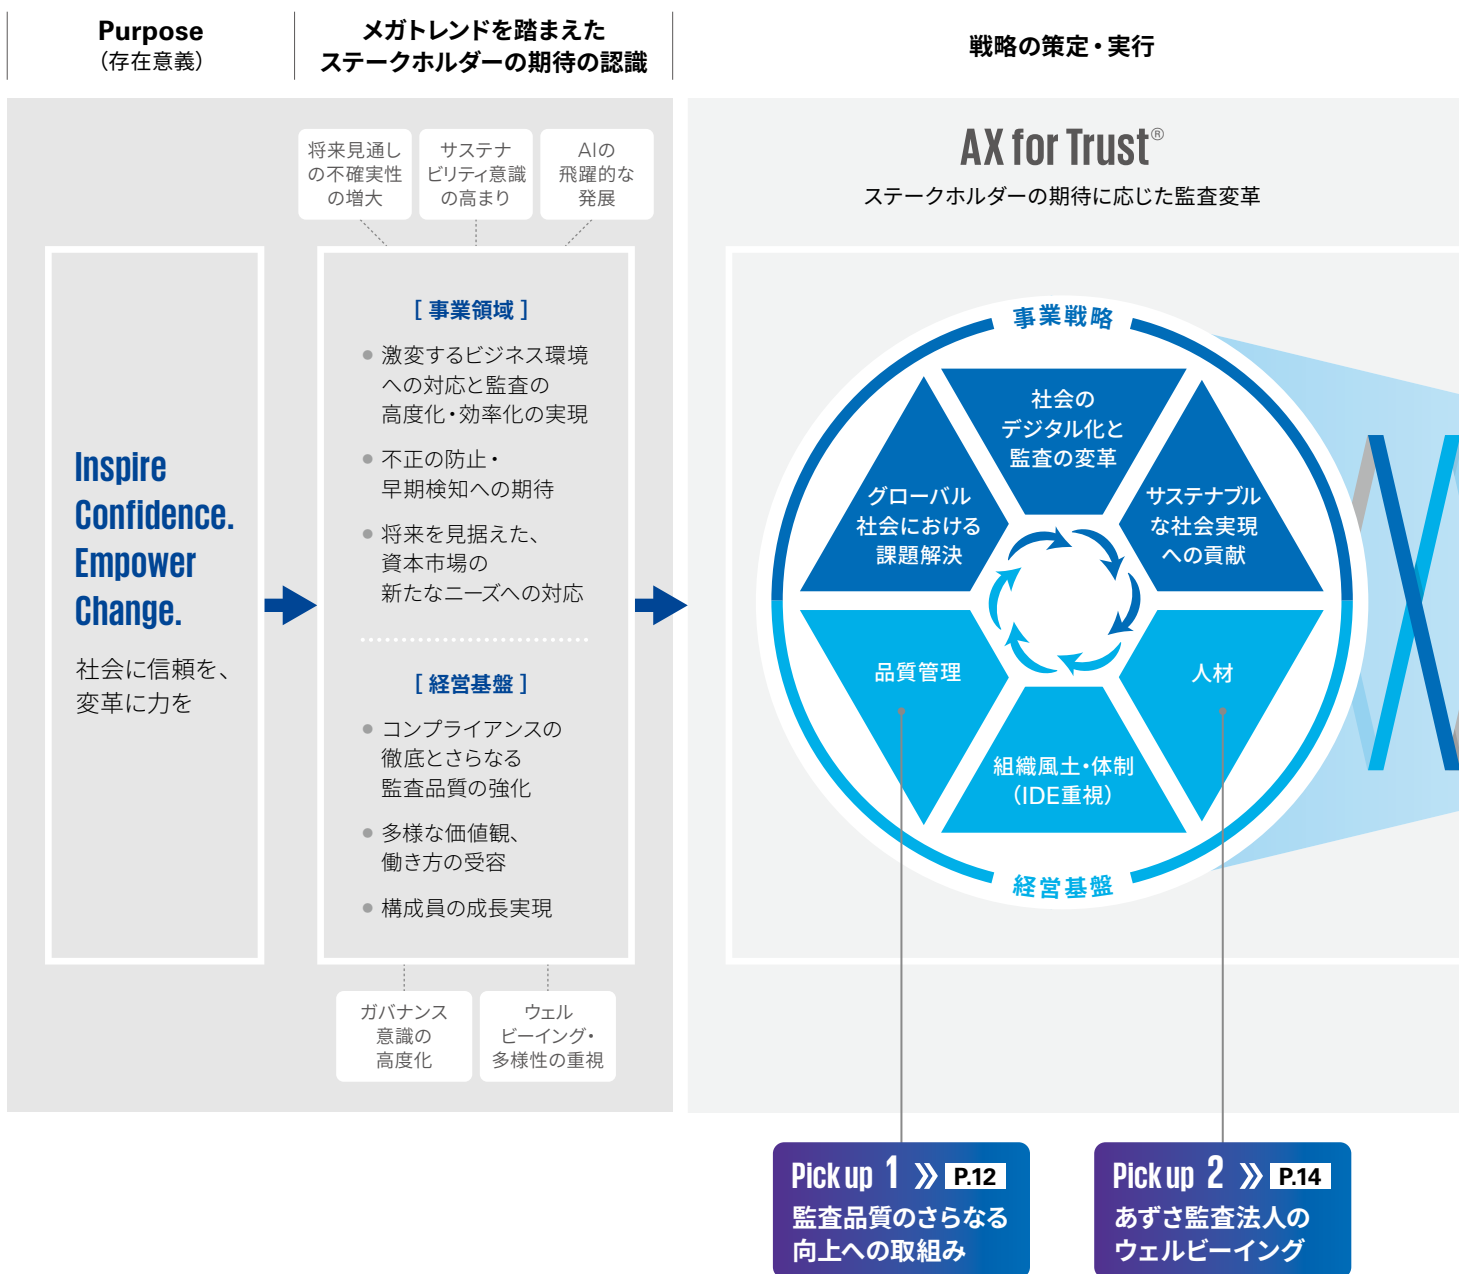 Purpose
（存在意義）
メガトレンドを踏まえた
ステークホルダーの期待の認識
戦略の策定・実行
将来見通し
の不確実性
の増大
サステナ
ビリティ意識
の高まり
AIの
飛躍的な
発展
Inspire
Confidence.
Empower
Change.
社会に信頼を、
変革に力を
［ 事業領域 ］
● 激変するビジネス環境
への対応と監査の
高度化・効率化の実現
● 不正の防止・
早期検知への期待
● 将来を見据えた、
資本市場の
新たなニーズへの対応
［ 経営基盤 ］
● コンプライアンスの
徹底とさらなる
監査品質の強化
● 多様な価値観、
働き方の受容
● 構成員の成長実現
ガバナンス
意識の
高度化
ウェル
ビーイング・
多様性の重視
AX for Trust®
ステークホルダーの期待に応じた監査変革
事業戦略
社会の
デジタル化と
監査の変革
グローバル
社会における
課題解決
サステナブル
な社会実現
への貢献
品質管理
人材
組織風土・体制
（IDE重視）
経営基盤
Pick up 1 》 P.12
監査品質のさらなる
向上への取組み
Pick up 2 》 P.14
あずさ監査法人の
ウェルビーイング